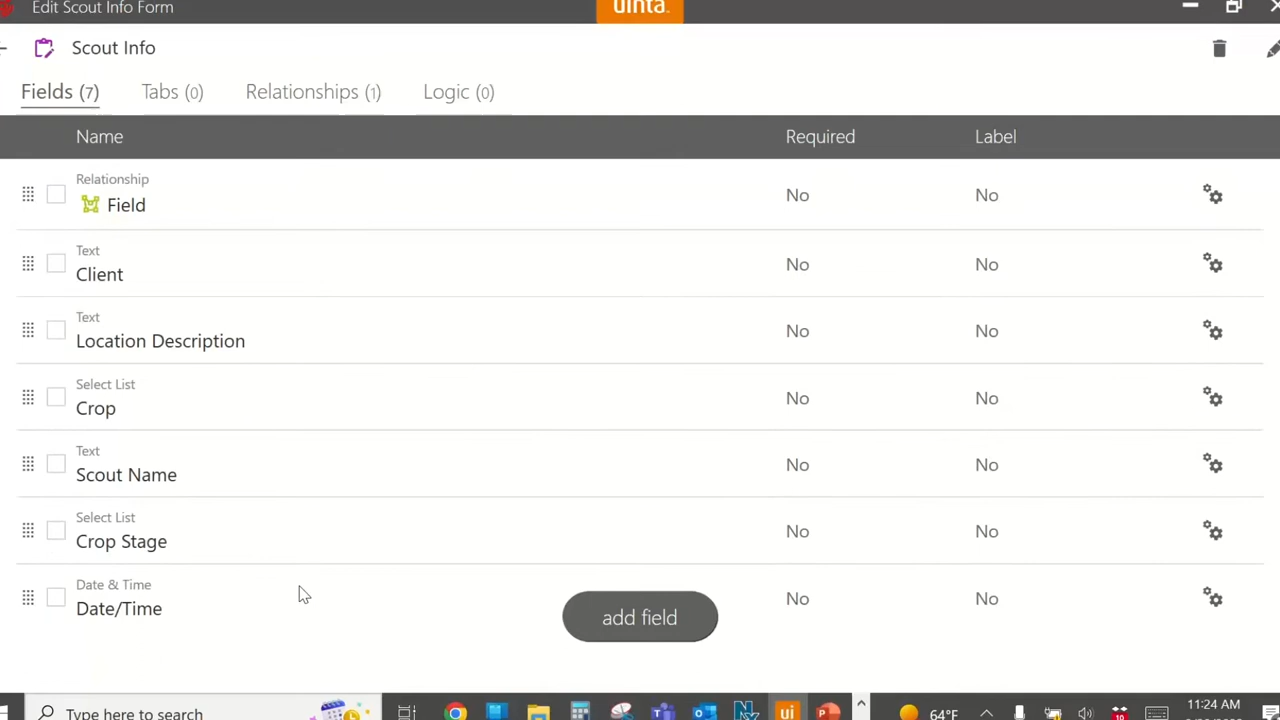 Edit Scout Info Form
uinta
Scout Info
Fields (7) Tabs (0) Relationships (1) Logic (0)
Name Required Label
Relationship
Field No No
Text
Client No No
Text
Location Description No No
Select List
Crop No No
Text
Scout Name No No
Select List
Crop Stage No No
Date & Time
Date/Time No No
add field
Type here to search
ui
64°F
11:24 AM